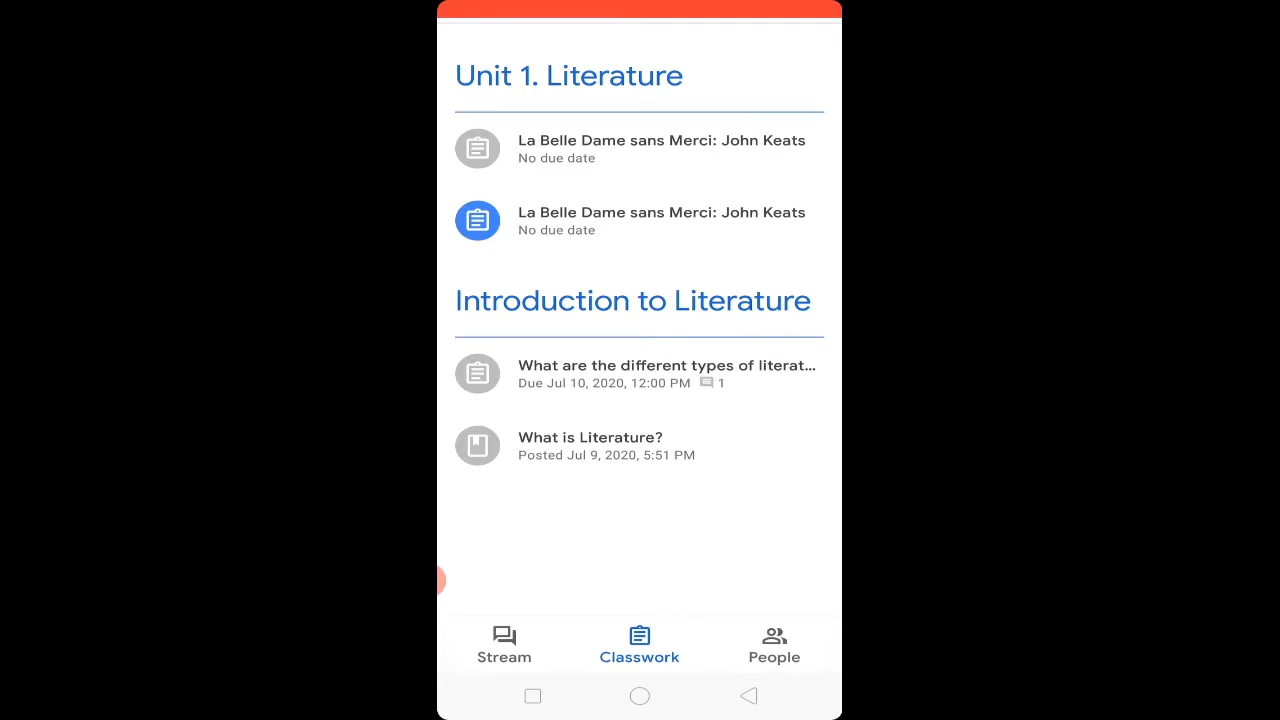 Unit 1. Literature
La Belle Dame sans Merci: John Keats
No due date
La Belle Dame sans Merci: John Keats
No due date
Introduction to Literature
What are the different types of literat...
Due Jul 10, 2020, 12:00 PM 1
What is Literature?
Posted Jul 9, 2020, 5:51 PM
Stream Classwork People